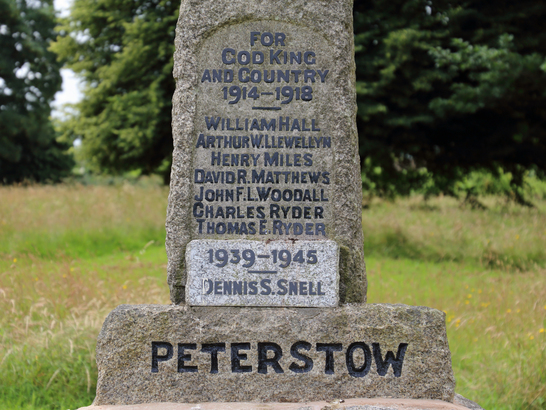 FOR
GOD KING
AND COUNTRY
1914-1918
WILLIAM HALL
ARTHUR W. LLEWELLYN
HENRY MILES
DAVID R. MATTHEWS
JOHN F. L. WOODALL
CHARLES RYDER
THOMAS E. RYDER
1939-1945
DENNIS S. SNELL
PETERSTOW